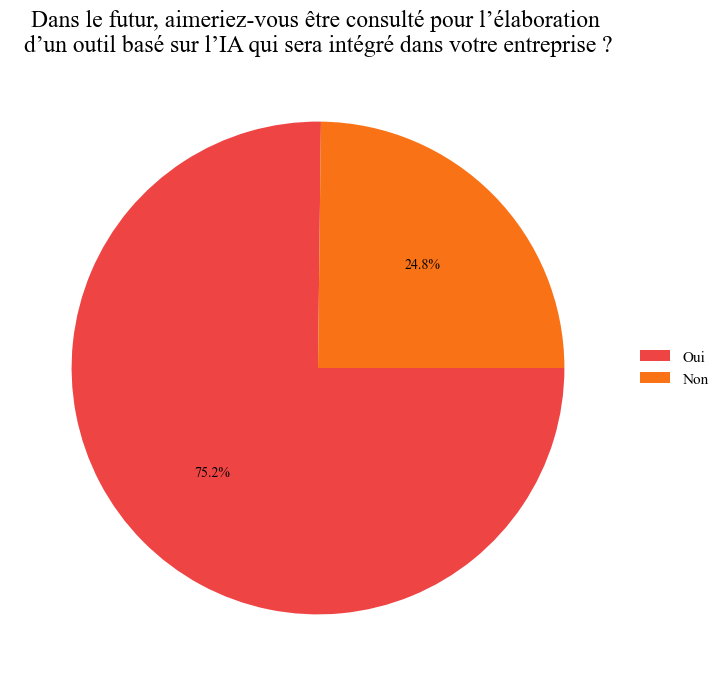 Dans le futur, aimeriez-vous être consulté pour l’élaboration
d’un outil basé sur l’IA qui sera intégré dans votre entreprise ?
24.8%
Oui
Non
75.2%